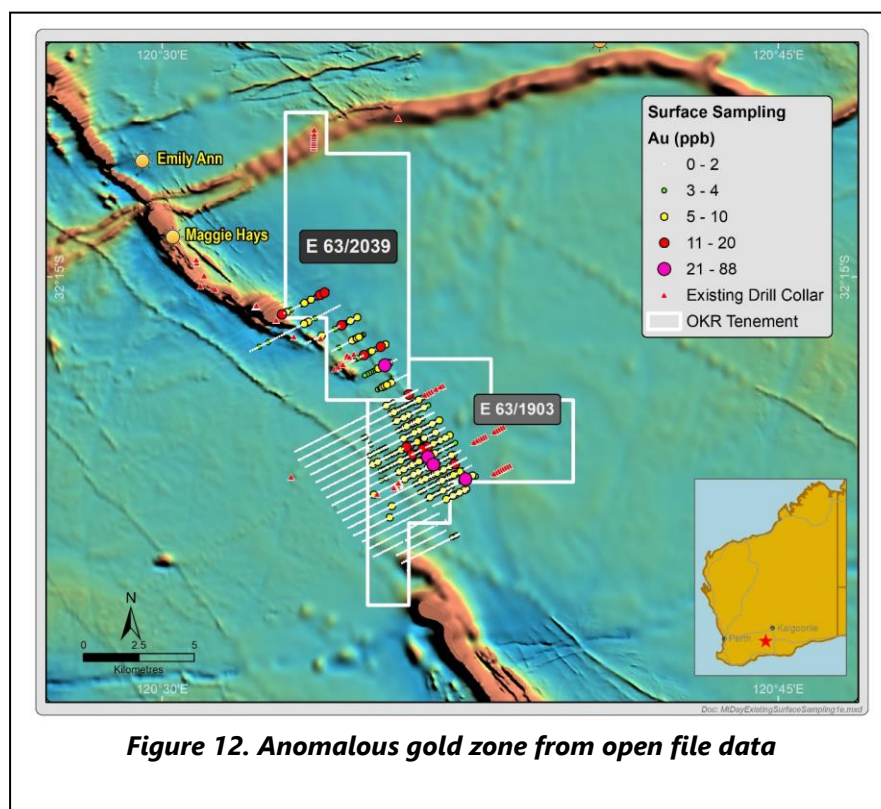 120°30'E
120°45'E
Surface Sampling
Au (ppb)
0 - 2
3 - 4
5 - 10
11 - 20
21 - 88
Existing Drill Collar
OKR Tenement
Emily Ann
Maggie Hays
E 63/2039
32°15'S
32°15'S
E 63/1903
N
0 2.5 5
Kilometres
Kalgoorlie
Perth
120°30'E
120°45'E
Doc: MtDayExistingSurfaceSampling1e.mxd
Figure 12. Anomalous gold zone from open file data